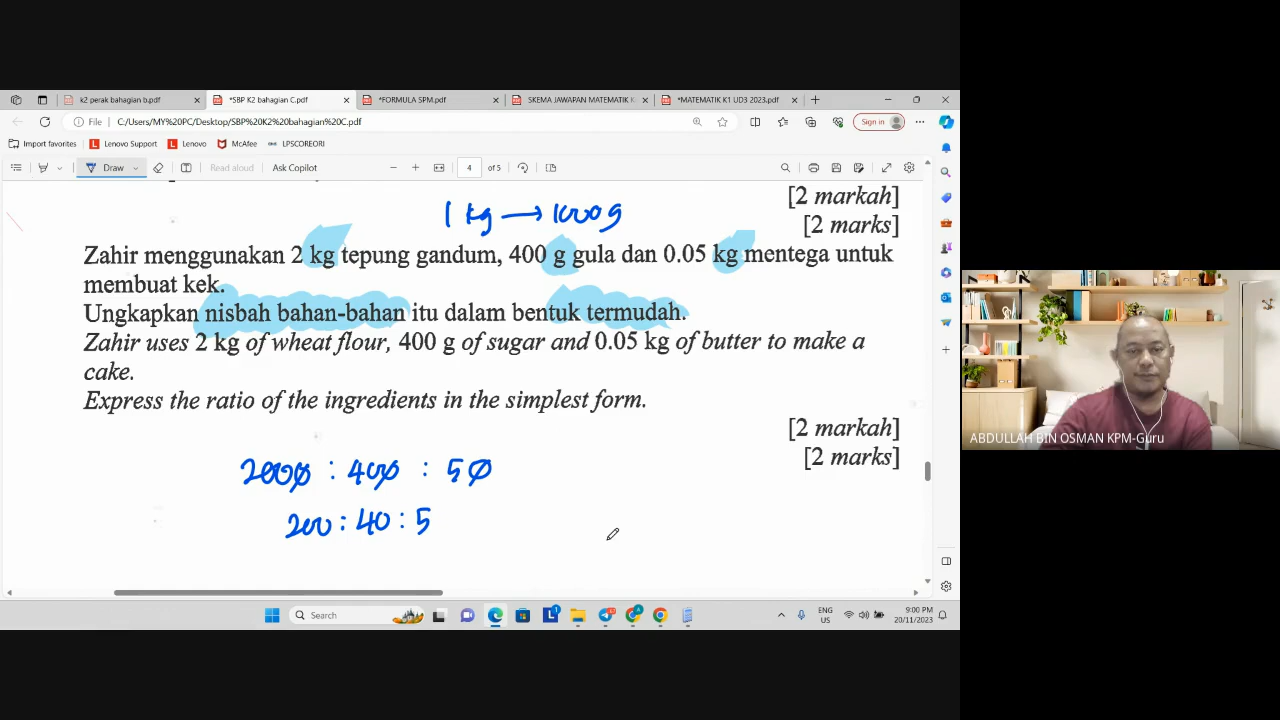 k2 perak bahagian b.pdf
*SBP K2 bahagian C.pdf
*FORMULA SPM.pdf
SKEMA JAWAPAN MATEMATIK K
*MATEMATIK K1 UD3 2023.pdf
File C:/Users/MY%20PC/Desktop/SBP%20K2%20bahagian%20C.pdf
Sign in
Import favorites Lenovo Support Lenovo McAfee LPSCOREORI
Draw Read aloud Ask Copilot 4 of 5
[2 markah]
1 kg → 1000g
[2 marks]
Zahir menggunakan 2 kg tepung gandum, 400 g gula dan 0.05 kg mentega untuk
membuat kek.
Ungkapkan nisbah bahan-bahan itu dalam bentuk termudah.
Zahir uses 2 kg of wheat flour, 400 g of sugar and 0.05 kg of butter to make a
cake.
Express the ratio of the ingredients in the simplest form.
[2 markah]
[2 marks]
2000 : 400 : 50
200 : 40 : 5
ABDULLAH BIN OSMAN KPM-Guru
Search
ENG
US
9:00 PM
20/11/2023